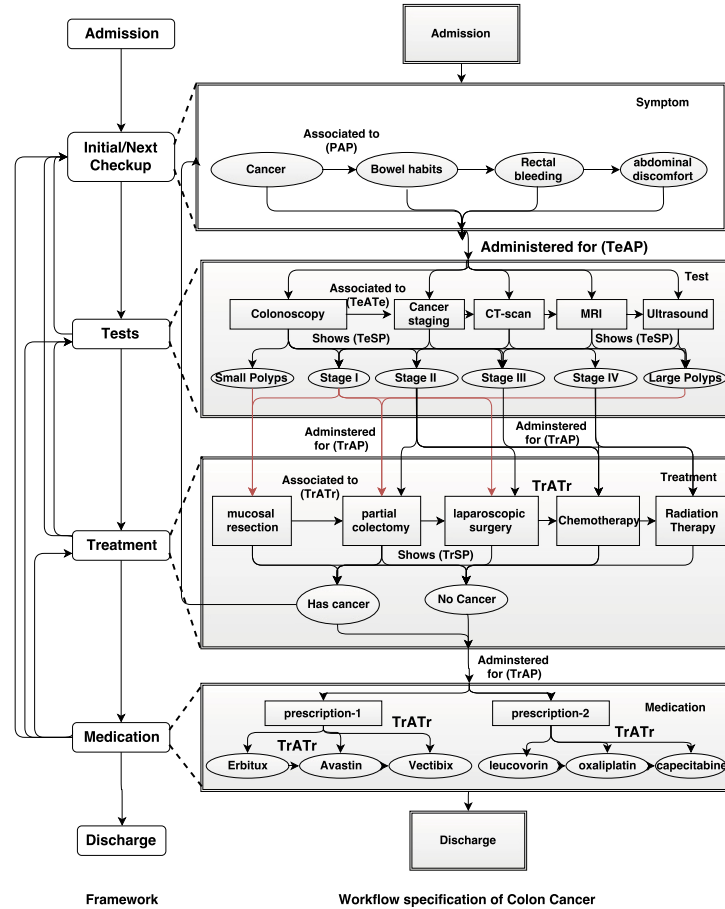 Admission
Admission
Symptom
Initial/Next
Checkup
Associated to
(PAP)
Cancer
Bowel habits
Rectal
bleeding
abdominal
discomfort
Administered for (TeAP)
Test
Associated to
(TeATe)
Tests
Colonoscopy
Cancer
staging
CT-scan
MRI
Ultrasound
Shows (TeSP)
Shows (TeSP)
Small Polyps
Stage I
Stage II
Stage III
Stage IV
Large Polyps
Adminstered
for (TrAP)
Adminstered
for (TrAP)
Treatment
Associated to
(TrATr)
TrATr
Treatment
mucosal
resection
partial
colectomy
laparoscopic
surgery
Chemotherapy
Radiation
Therapy
Shows (TrSP)
Has cancer
No Cancer
Adminstered
for (TrAP)
Medication
Medication
prescription-1
prescription-2
TrATr
TrATr
TrATr
Erbitux
Avastin
Vectibix
leucovorin
oxaliplatin
capecitabine
Discharge
Discharge
Framework
Workflow specification of Colon Cancer